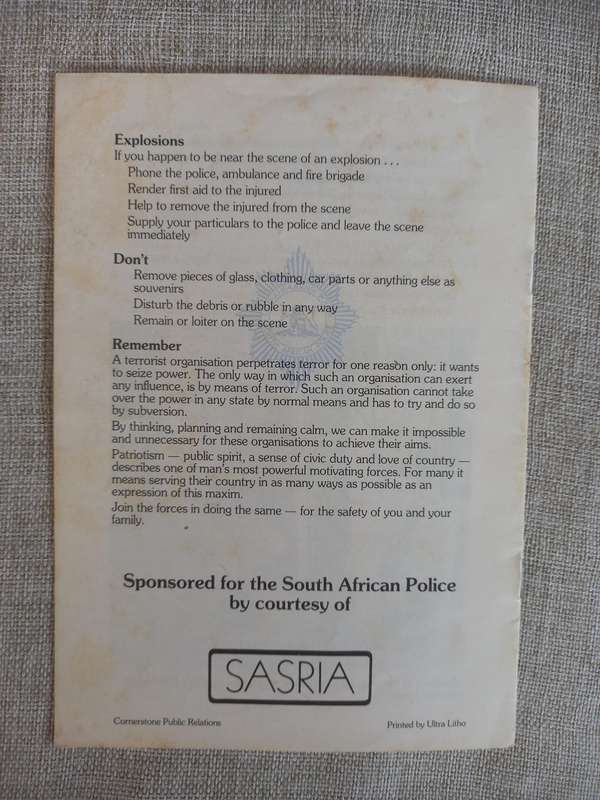 Explosions
If you happen to be near the scene of an explosion . . .
Phone the police, ambulance and fire brigade
Render first aid to the injured
Help to remove the injured from the scene
Supply your particulars to the police and leave the scene
immediately
Don't
Remove pieces of glass, clothing, car parts or anything else as
souvenirs
Disturb the debris or rubble in any way
Remain or loiter on the scene
Remember
A terrorist organisation perpetrates terror for one reason only: it wants
to seize power. The only way in which such an organisation can exert
any influence, is by means of terror. Such an organisation cannot take
over the power in any state by normal means and has to try and do so
by subversion.
By thinking, planning and remaining calm, we can make it impossible
and unnecessary for these organisations to achieve their aims.
Patriotism — public spirit, a sense of civic duty and love of country —
describes one of man's most powerful motivating forces. For many it
means serving their country in as many ways as possible as an
expression of this maxim.
Join the forces in doing the same — for the safety of you and your
family.
Sponsored for the South African Police
by courtesy of
SASRIA
Cornerstone Public Relations
Printed by Ultra Litho